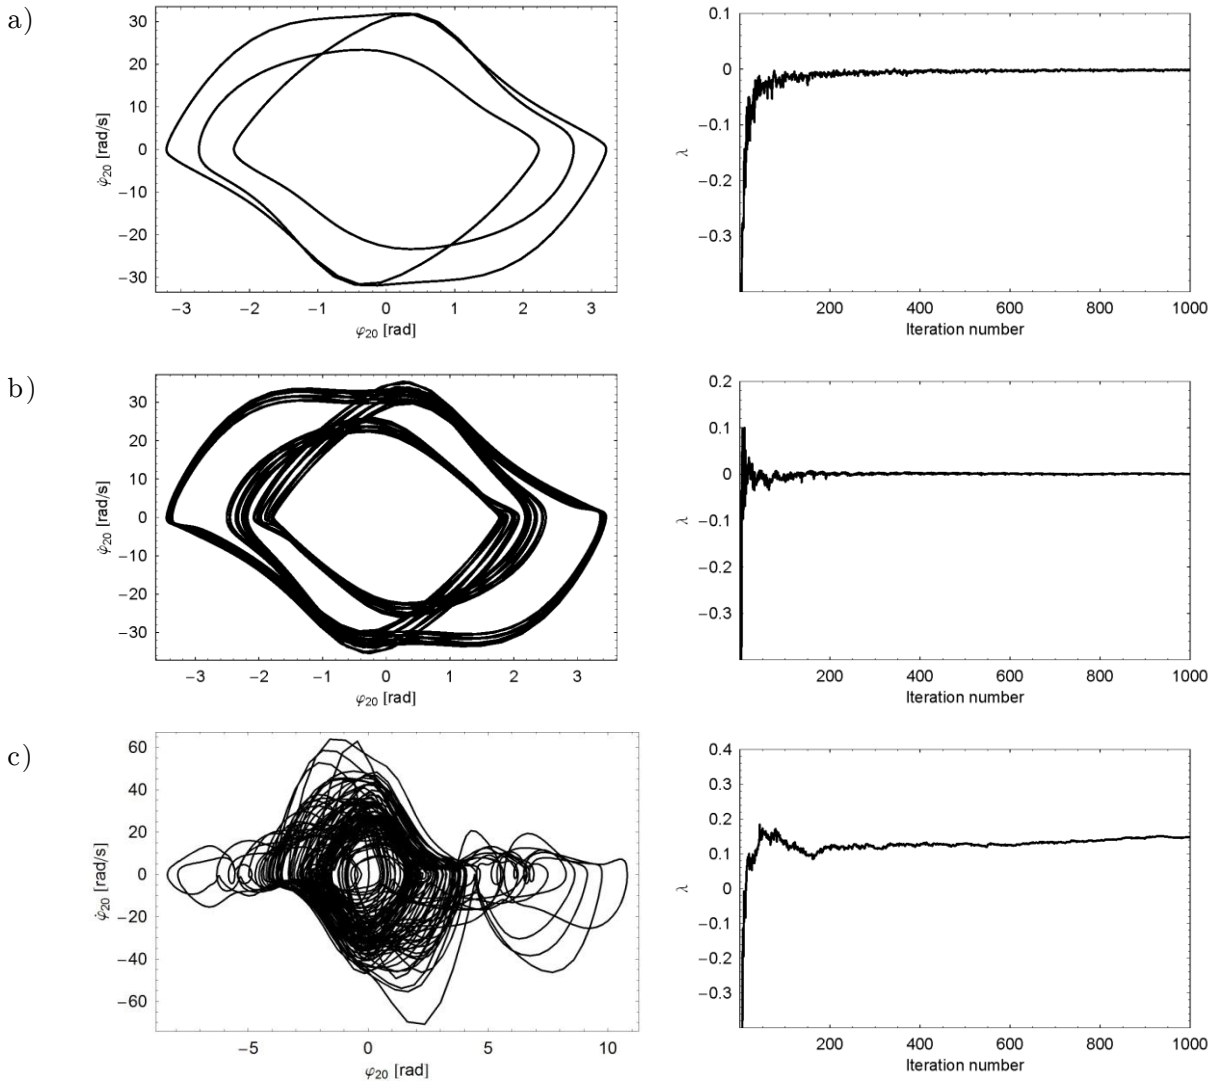 a)
30
20
10
0
−10
−20
−30
φ̇₂₀ [rad/s]
−3 −2 −1 0 1 2 3
φ₂₀ [rad]
0.1
0
−0.1
−0.2
−0.3
λ
200 400 600 800 1000
Iteration number
b)
30
20
10
0
−10
−20
−30
φ̇₂₀ [rad/s]
−3 −2 −1 0 1 2 3
φ₂₀ [rad]
0.2
0.1
0
−0.1
−0.2
−0.3
λ
200 400 600 800 1000
Iteration number
c)
60
40
20
0
−20
−40
−60
φ̇₂₀ [rad/s]
−5 0 5 10
φ₂₀ [rad]
0.4
0.3
0.2
0.1
0
−0.1
−0.2
−0.3
λ
200 400 600 800 1000
Iteration number